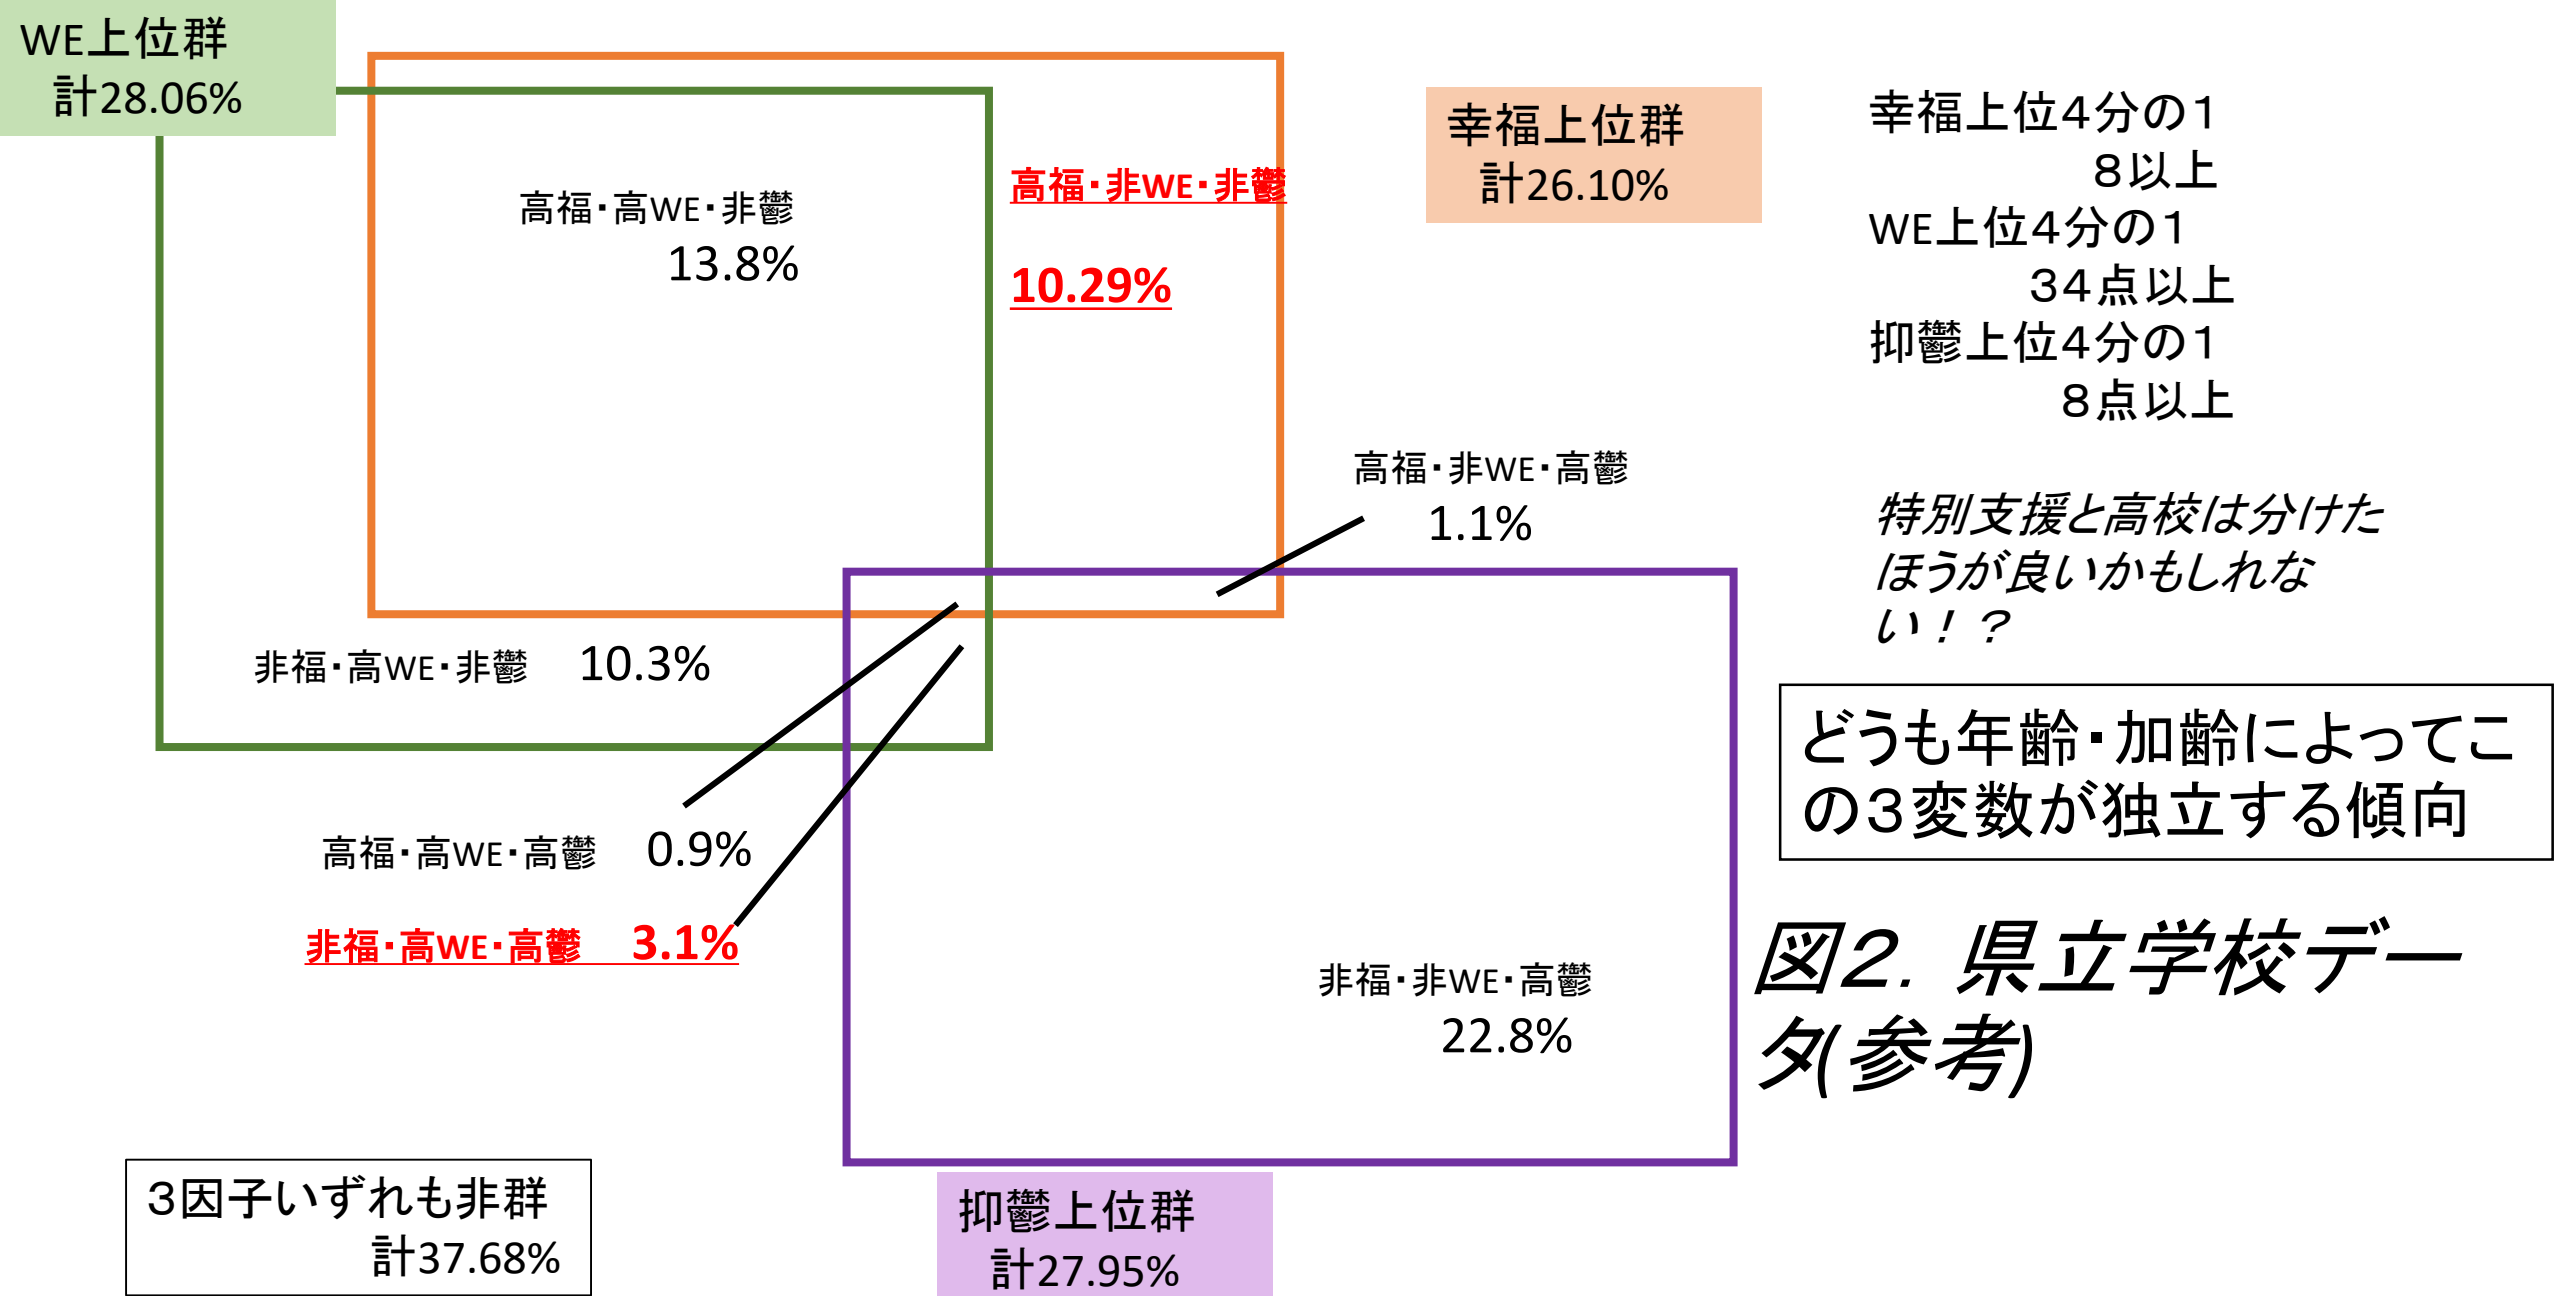 WE上位群
計28.06%
高福・高WE・非鬱
13.8%
高福・非WE・非鬱
10.29%
幸福上位群
計26.10%
幸福上位4分の1
8以上
WE上位4分の1
34点以上
抑鬱上位4分の1
8点以上
高福・非WE・高鬱
1.1%
特別支援と高校は分けた
ほうが良いかもしれな
い！？
非福・高WE・非鬱 10.3%
どうも年齢・加齢によってこ
の3変数が独立する傾向
高福・高WE・高鬱 0.9%
非福・高WE・高鬱 3.1%
非福・非WE・高鬱
22.8%
図2．県立学校デー
タ(参考)
3因子いずれも非群
計37.68%
抑鬱上位群
計27.95%